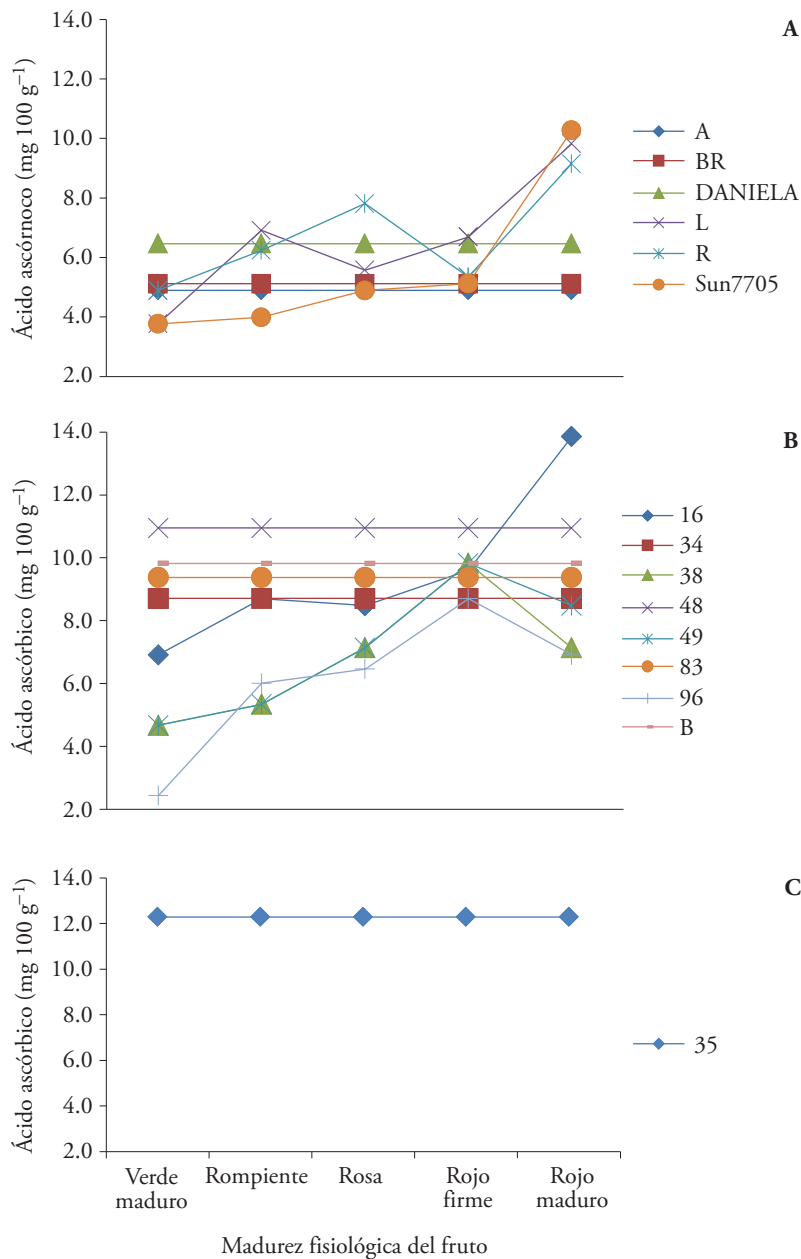 A
Ácido ascórnoco (mg 100 g⁻¹)
14.0
12.0
10.0
8.0
6.0
4.0
2.0
A
BR
DANIELA
L
R
Sun7705
B
Ácido ascórbico (mg 100 g⁻¹)
14.0
12.0
10.0
8.0
6.0
4.0
2.0
16
34
38
48
49
83
96
B
C
Ácido ascórbico (mg 100 g⁻¹)
14.0
12.0
10.0
8.0
6.0
4.0
2.0
35
Verde
maduro
Rompiente
Rosa
Rojo
firme
Rojo
maduro
Madurez fisiológica del fruto